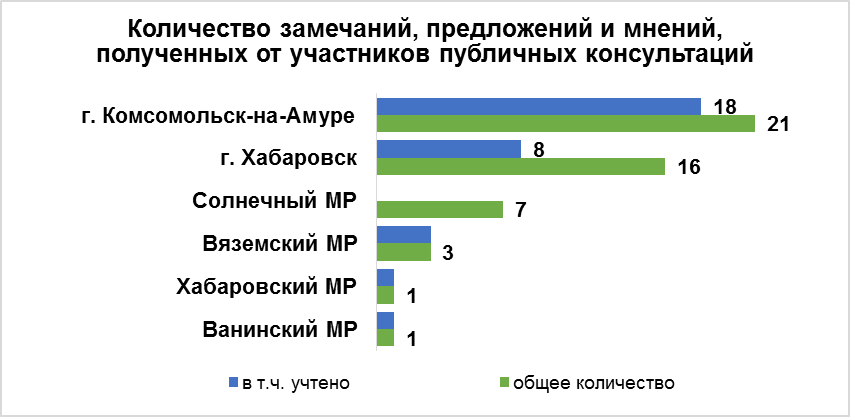 Количество замечаний, предложений и мнений,
полученных от участников публичных консультаций
г. Комсомольск-на-Амуре
18
21
г. Хабаровск
8
16
Солнечный МР
7
Вяземский МР
3
Хабаровский МР
1
Ванинский МР
1
в т.ч. учтено
общее количество